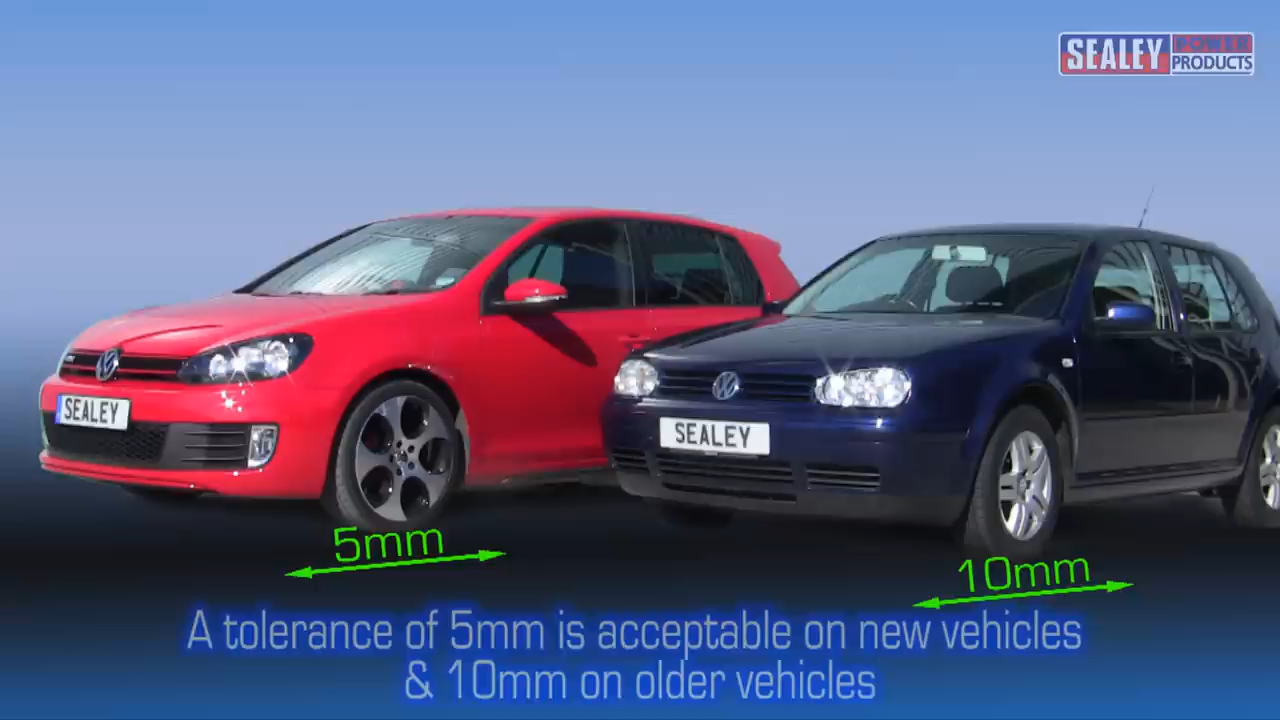 SEALEY POWER PRODUCTS
SEALEY
SEALEY
5mm
10mm
A tolerance of 5mm is acceptable on new vehicles
& 10mm on older vehicles